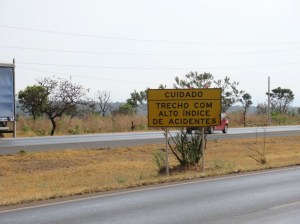 CUIDADO
TRECHO COM
ALTO ÍNDICE
DE ACIDENTES